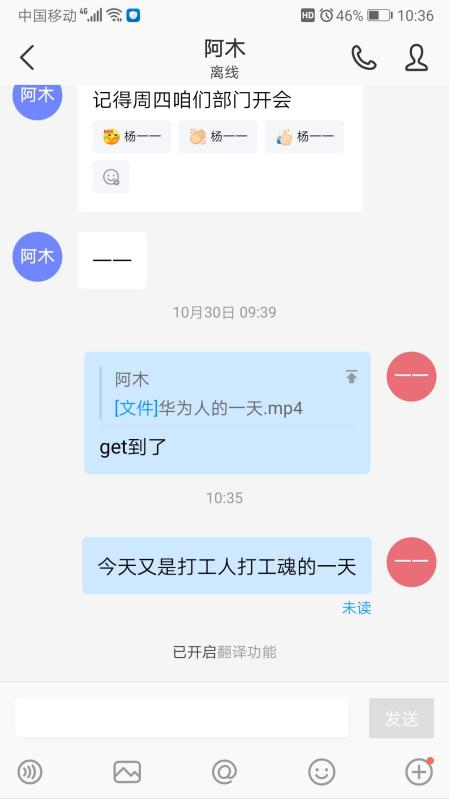 中国移动 4G HD 46% 10:36
阿木
离线
阿木
记得周四咱们部门开会
杨一一 杨一一 杨一一
阿木
一一
10月30日 09:39
一一
阿木
[文件]华为人的一天.mp4
get到了
10:35
一一
今天又是打工人打工魂的一天
未读
已开启翻译功能
发送